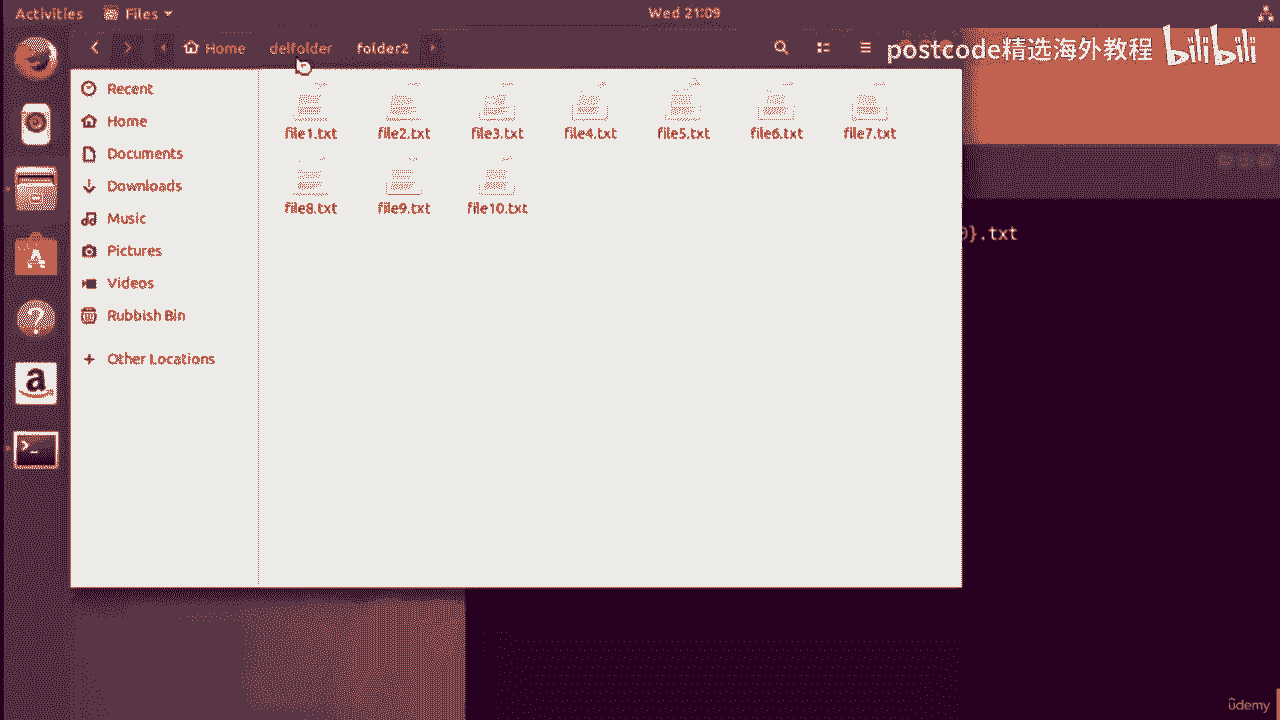 Activities Files Wed 21:09
Home delfolder folder2
postcode精选海外教程 bilibili
Recent
Home
Documents
Downloads
Music
Pictures
Videos
Rubbish Bin
Other Locations
file1.txt file2.txt file3.txt file4.txt file5.txt file6.txt file7.txt
file8.txt file9.txt file10.txt
0}.txt
ûdemy